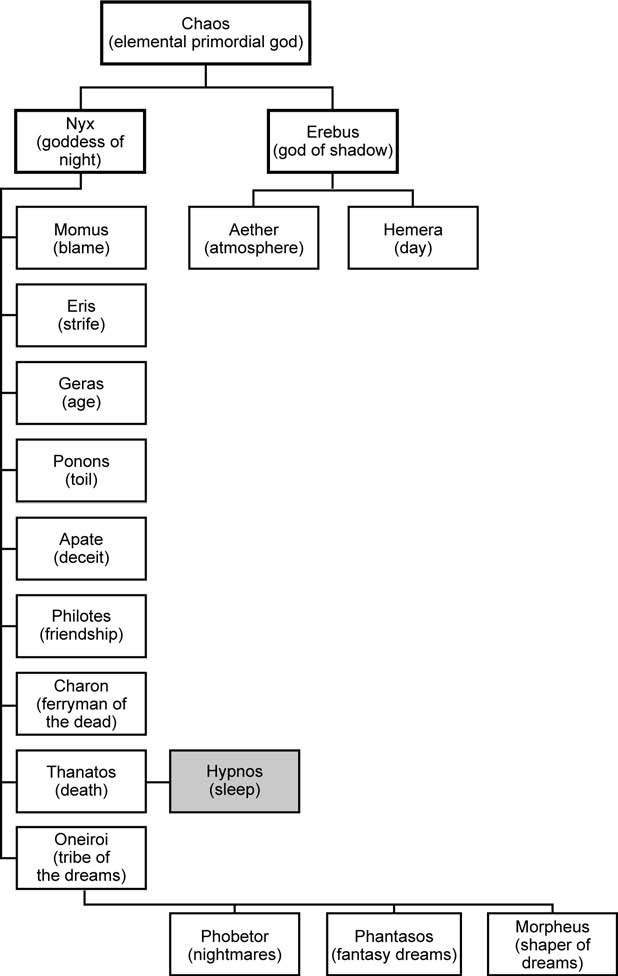 Chaos
(elemental primordial god)
Nyx
(goddess of
night)
Erebus
(god of shadow)
Momus
(blame)
Aether
(atmosphere)
Hemera
(day)
Eris
(strife)
Geras
(age)
Ponons
(toil)
Apate
(deceit)
Philotes
(friendship)
Charon
(ferryman of
the dead)
Thanatos
(death)
Hypnos
(sleep)
Oneiroi
(tribe of
the dreams)
Phobetor
(nightmares)
Phantasos
(fantasy dreams)
Morpheus
(shaper of
dreams)